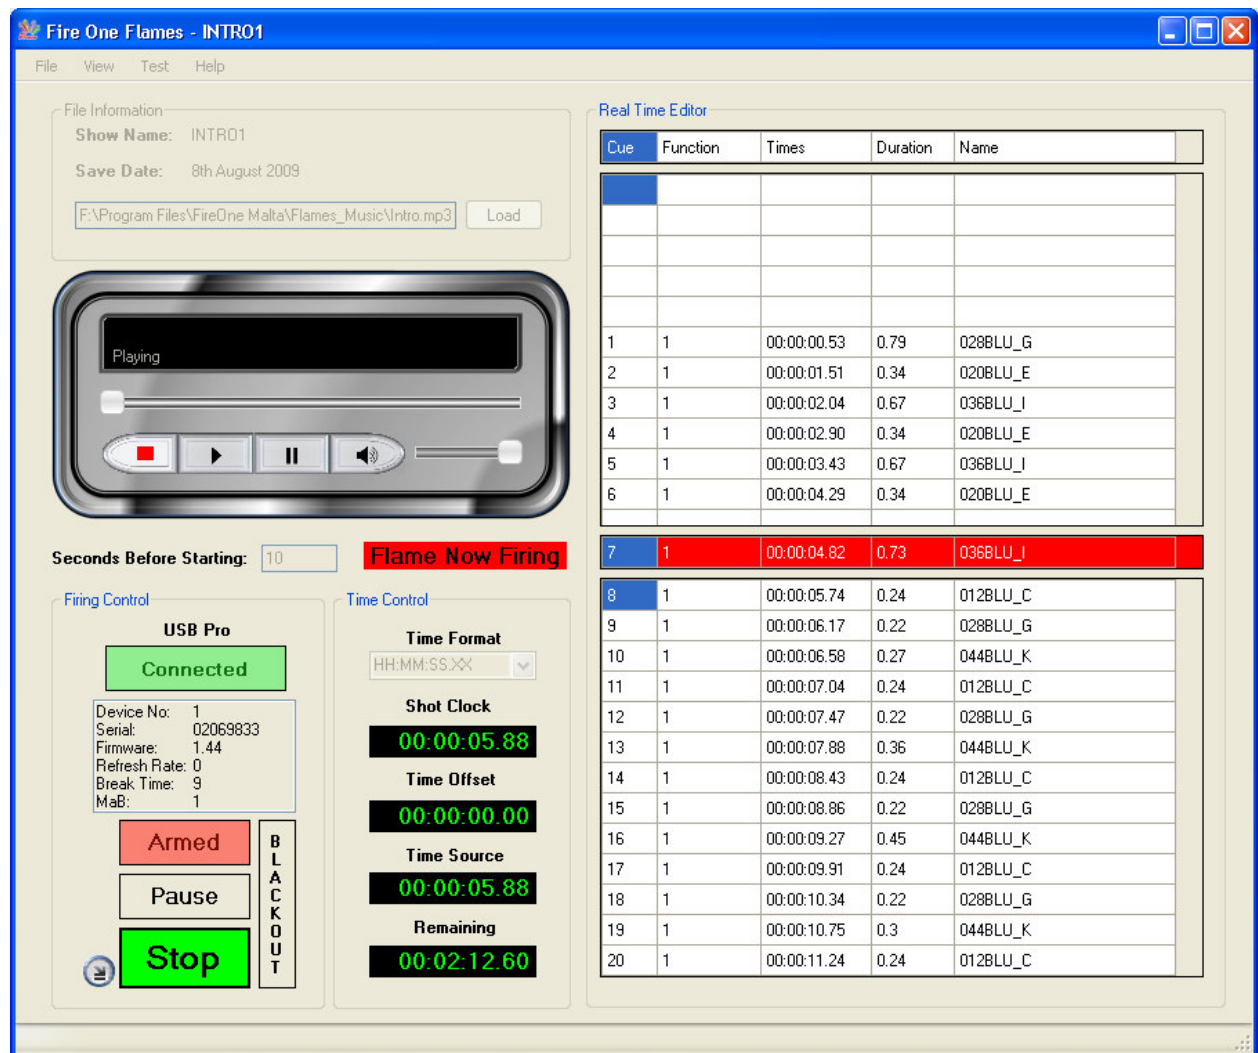 Fire One Flames - INTRO1
File View Test Help
File Information
Show Name: INTRO1
Save Date: 8th August 2009
F:\Program Files\FireOne Malta\Flames_Music\Intro.mp3 Load
Playing
Seconds Before Starting: 10 Flame Now Firing
Firing Control
USB Pro
Connected
Device No: 1
Serial: 02069833
Firmware: 1.44
Refresh Rate: 0
Break Time: 9
MaB: 1
Armed
Pause
Stop
BLACKOUT
Time Control
Time Format
HH:MM:SS.XX
Shot Clock
00:00:05.88
Time Offset
00:00:00.00
Time Source
00:00:05.88
Remaining
00:02:12.60
Real Time Editor
Cue Function Times Duration Name
1 1 00:00:00.53 0.79 028BLU_G
2 1 00:00:01.51 0.34 020BLU_E
3 1 00:00:02.04 0.67 036BLU_I
4 1 00:00:02.90 0.34 020BLU_E
5 1 00:00:03.43 0.67 036BLU_I
6 1 00:00:04.29 0.34 020BLU_E
7 1 00:00:04.82 0.73 036BLU_I
8 1 00:00:05.74 0.24 012BLU_C
9 1 00:00:06.17 0.22 028BLU_G
10 1 00:00:06.58 0.27 044BLU_K
11 1 00:00:07.04 0.24 012BLU_C
12 1 00:00:07.47 0.22 028BLU_G
13 1 00:00:07.88 0.36 044BLU_K
14 1 00:00:08.43 0.24 012BLU_C
15 1 00:00:08.86 0.22 028BLU_G
16 1 00:00:09.27 0.45 044BLU_K
17 1 00:00:09.91 0.24 012BLU_C
18 1 00:00:10.34 0.22 028BLU_G
19 1 00:00:10.75 0.3 044BLU_K
20 1 00:00:11.24 0.24 012BLU_C